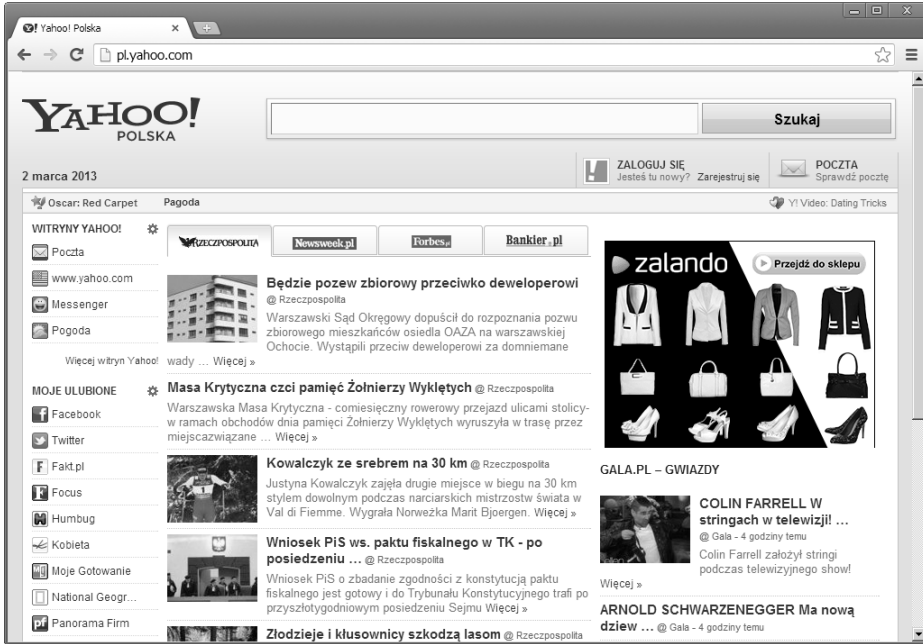 Yahoo! Polska
pl.yahoo.com
YAHOO!
POLSKA
Szukaj
2 marca 2013
ZALOGUJ SIĘ
Jesteś tu nowy? Zarejestruj się
POCZTA
Sprawdź pocztę
Oscar: Red Carpet
Pagoda
Y! Video: Dating Tricks
WITRYNY YAHOO!
Poczta
www.yahoo.com
Messenger
Pogoda
Więcej witryn Yahoo!
MOJE ULUBIONE
Facebook
Twitter
Fakt.pl
Focus
Humbug
Kobieta
Moje Gotowanie
National Geogr...
Panorama Firm
RZECZPOSPOLITA
Newsweek.pl
Forbes.pl
Bankier.pl
Będzie pozew zbiorowy przeciwko deweloperowi
@ Rzeczpospolita
Warszawski Sąd Okręgowy dopuścił do rozpoznania pozwu
zbiorowego mieszkańców osiedla OAZA na warszawskiej
Ochocie. Wystąpili przeciw deweloperowi za domniemane
wady ... Więcej »
Masa Krytyczna czci pamięć Żołnierzy Wyklętych @ Rzeczpospolita
Warszawska Masa Krytyczna - comiesięczny rowerowy przejazd ulicami stolicy-
w ramach obchodów dnia pamięci Żołnierzy Wyklętych wyruszyła w trasę przez
miejscazwiązane ... Więcej »
Kowalczyk ze srebrem na 30 km @ Rzeczpospolita
Justyna Kowalczyk zajęła drugie miejsce w biegu na 30 km
stylem dowolnym podczas narciarskich mistrzostw świata w
Val di Fiemme. Wygrała Norweżka Marit Bjoergen. Więcej »
Wniosek PiS ws. paktu fiskalnego w TK - po
posiedzeniu ... @ Rzeczpospolita
Wniosek PiS o zbadanie zgodności z konstytucją paktu
fiskalnego jest gotowy i do Trybunału Konstytucyjnego trafi po
przyszłotygodniowym posiedzeniu Sejmu Więcej »
Złodzieje i kłusownicy szkodzą lasom @ Rzeczpospolita
zalando
Przejdź do sklepu
GALA.PL – GWIAZDY
COLIN FARRELL W
stringach w telewizji! ...
@ Gala - 4 godziny temu
Colin Farrell założył stringi
podczas telewizyjnego show!
Więcej »
ARNOLD SCHWARZENEGGER Ma nową
dziew ... @ Gala - 4 godziny temu